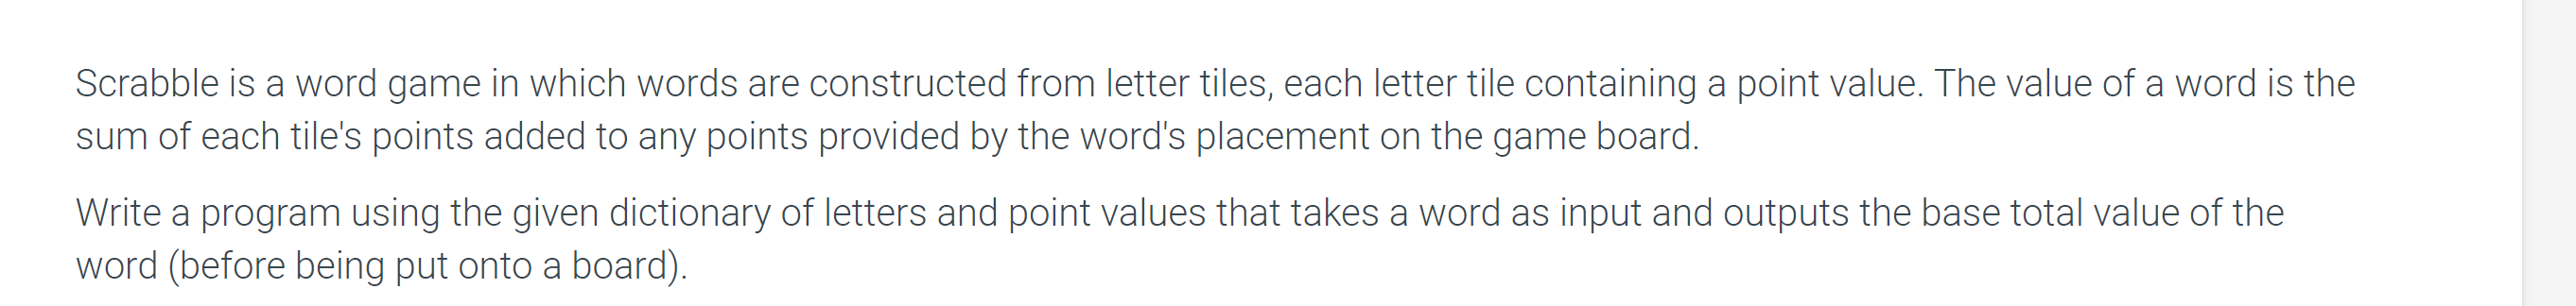 Scrabble is a word game in which words are constructed from letter tiles, each letter tile containing a point value. The value of a word is the
sum of each tile's points added to any points provided by the word's placement on the game board.
Write a program using the given dictionary of letters and point values that takes a word as input and outputs the base total value of the
word (before being put onto a board).